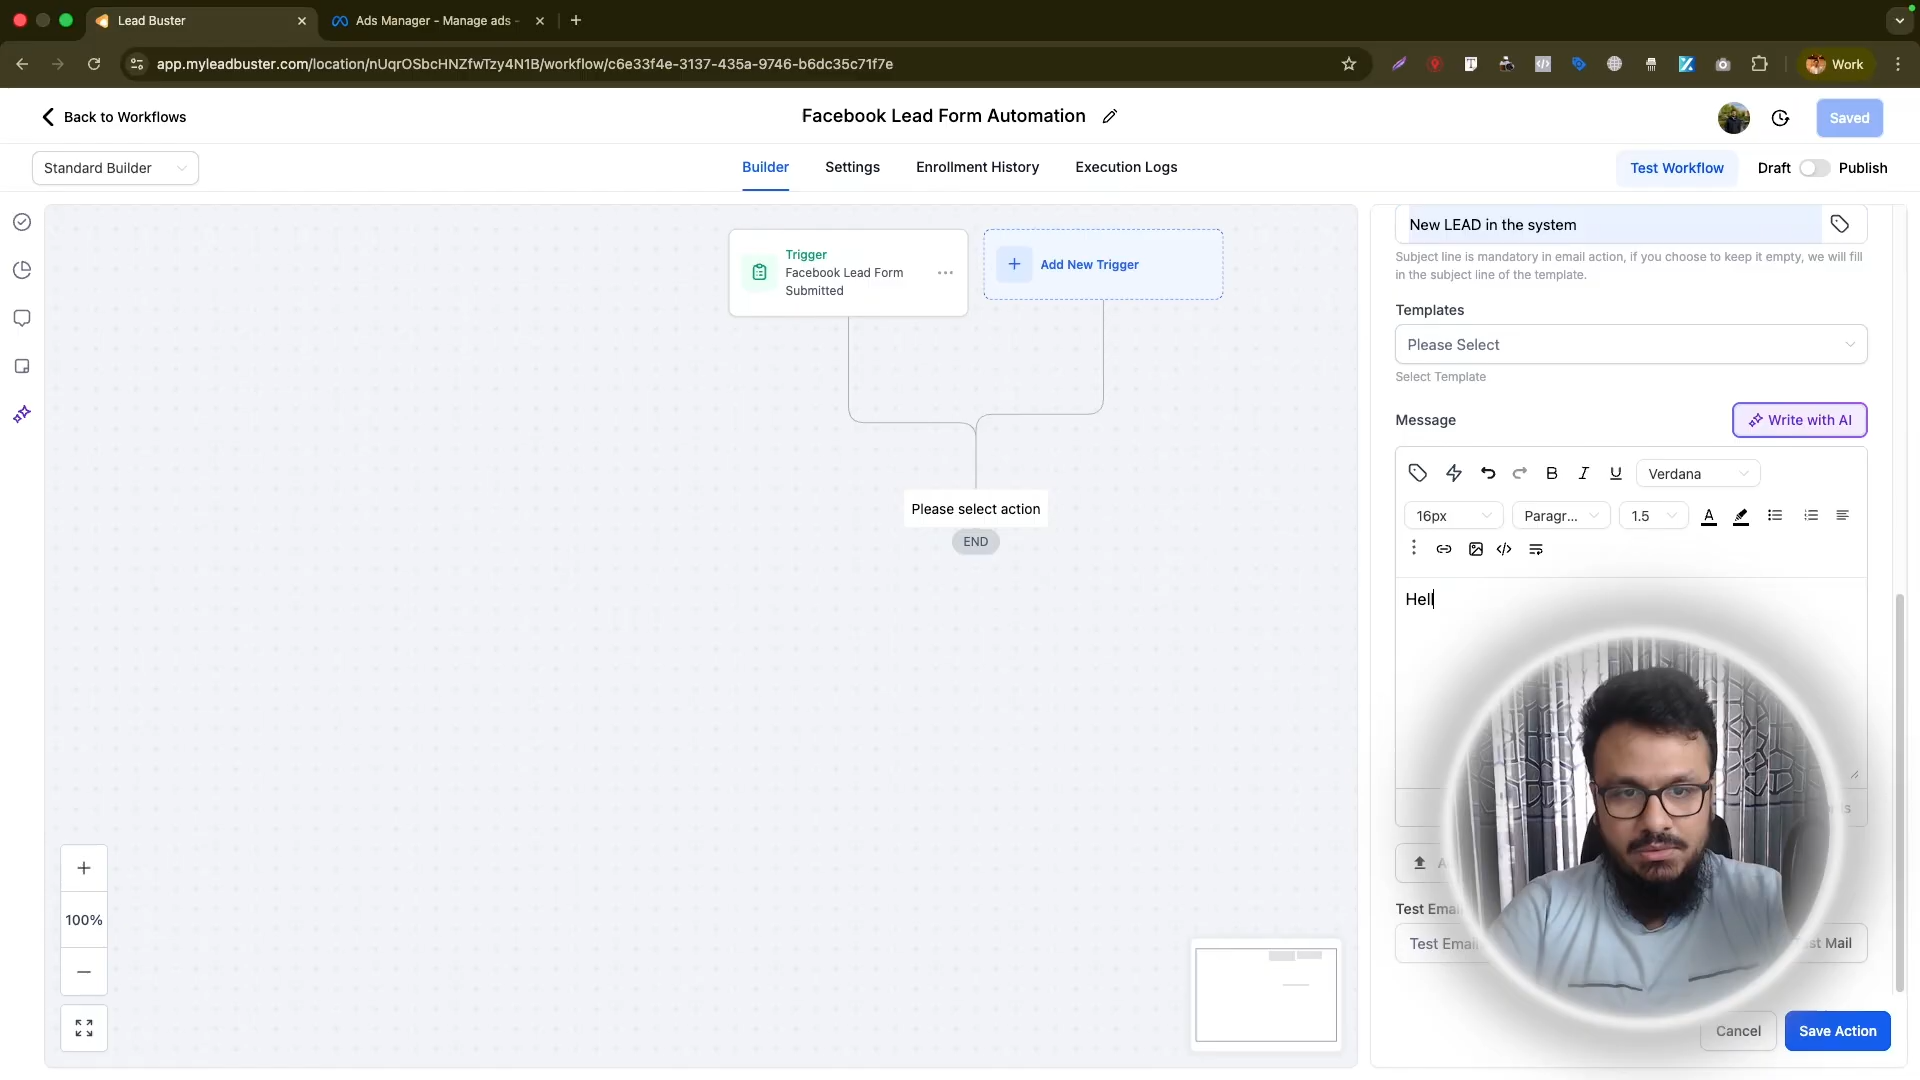 Lead Buster
Ads Manager - Manage ads -
app.myleadbuster.com/location/nUqrOSbcHNZfwTzy4N1B/workflow/c6e33f4e-3137-435a-9746-b6dc35c71f7e
Work
Back to Workflows
Facebook Lead Form Automation
Saved
Standard Builder
Builder
Settings
Enrollment History
Execution Logs
Test Workflow
Draft
Publish
Trigger
Facebook Lead Form
Submitted
Add New Trigger
Please select action
END
100%
New LEAD in the system
Subject line is mandatory in email action, if you choose to keep it empty, we will fill
in the subject line of the template.
Templates
Please Select
Select Template
Message
Write with AI
B
I
U
Verdana
16px
Paragr...
1.5
A
Hell
Test Email
Test Email
Mail
Cancel
Save Action